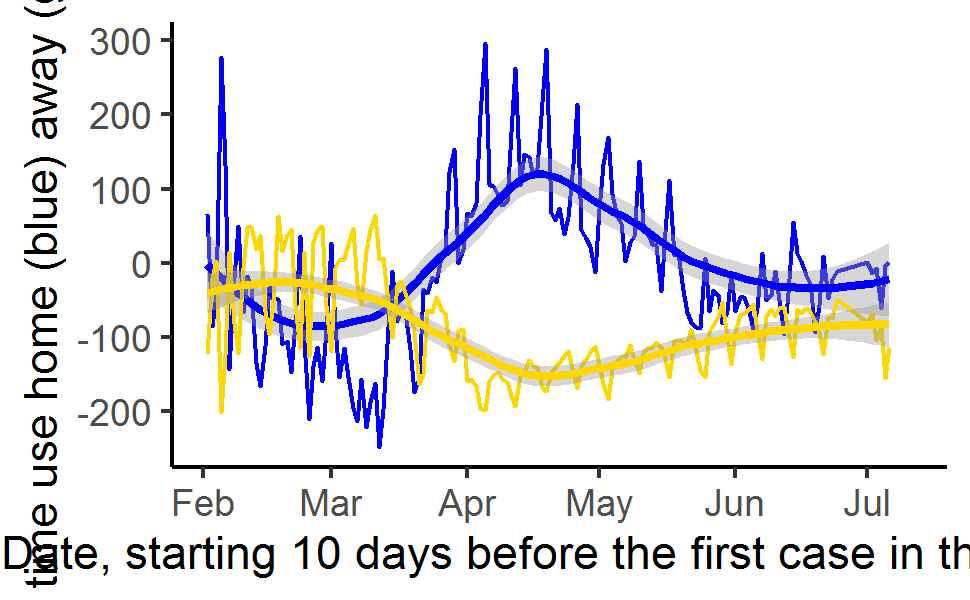 time use home (blue) away (
300
200
100
0
-100
-200
Feb Mar Apr May Jun Jul
Date, starting 10 days before the first case in th